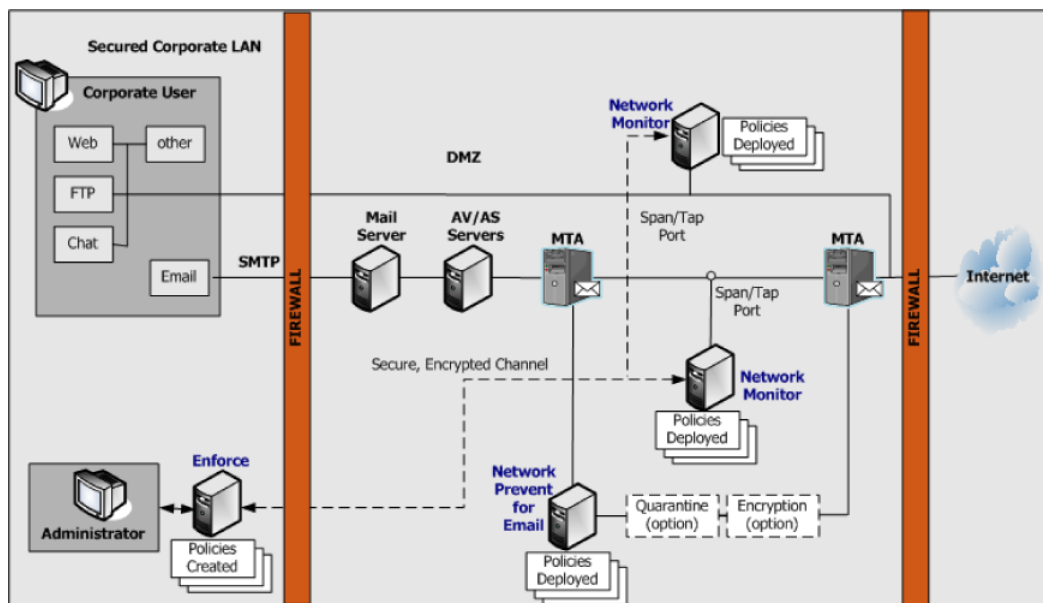 Secured Corporate LAN
Corporate User
Web
other
FTP
Chat
Email
SMTP
FIREWALL
DMZ
Mail
Server
AV/AS
Servers
MTA
Network
Monitor
Policies
Deployed
Span/Tap
Port
Span/Tap
Port
MTA
FIREWALL
Internet
Secure, Encrypted Channel
Network
Monitor
Policies
Deployed
Administrator
Enforce
Policies
Created
Network
Prevent
for
Email
Policies
Deployed
Quarantine
(option)
Encryption
(option)